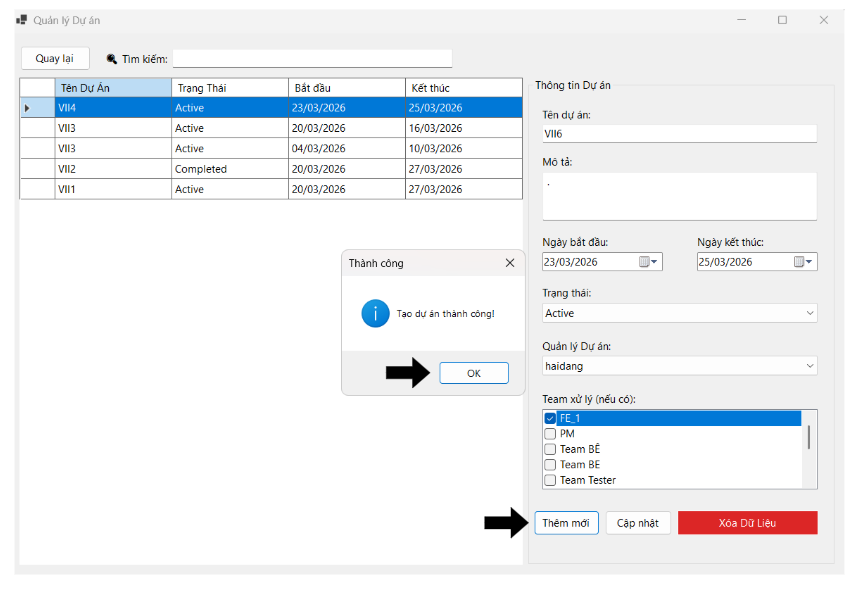 Quản lý Dự án
Quay lại
Tìm kiếm:
Tên Dự Án Trạng Thái Bắt đầu Kết thúc
VII4 Active 23/03/2026 25/03/2026
VII3 Active 20/03/2026 16/03/2026
VII3 Active 04/03/2026 10/03/2026
VII2 Completed 20/03/2026 27/03/2026
VII1 Active 20/03/2026 27/03/2026
Thành công
Tạo dự án thành công!
OK
Thông tin Dự án
Tên dự án:
VII6
Mô tả:
.
Ngày bắt đầu: Ngày kết thúc:
23/03/2026 25/03/2026
Trạng thái:
Active
Quản lý Dự án:
haidang
Team xử lý (nếu có):
FE_1
PM
Team BÊ
Team BE
Team Tester
Thêm mới Cập nhật Xóa Dữ Liệu